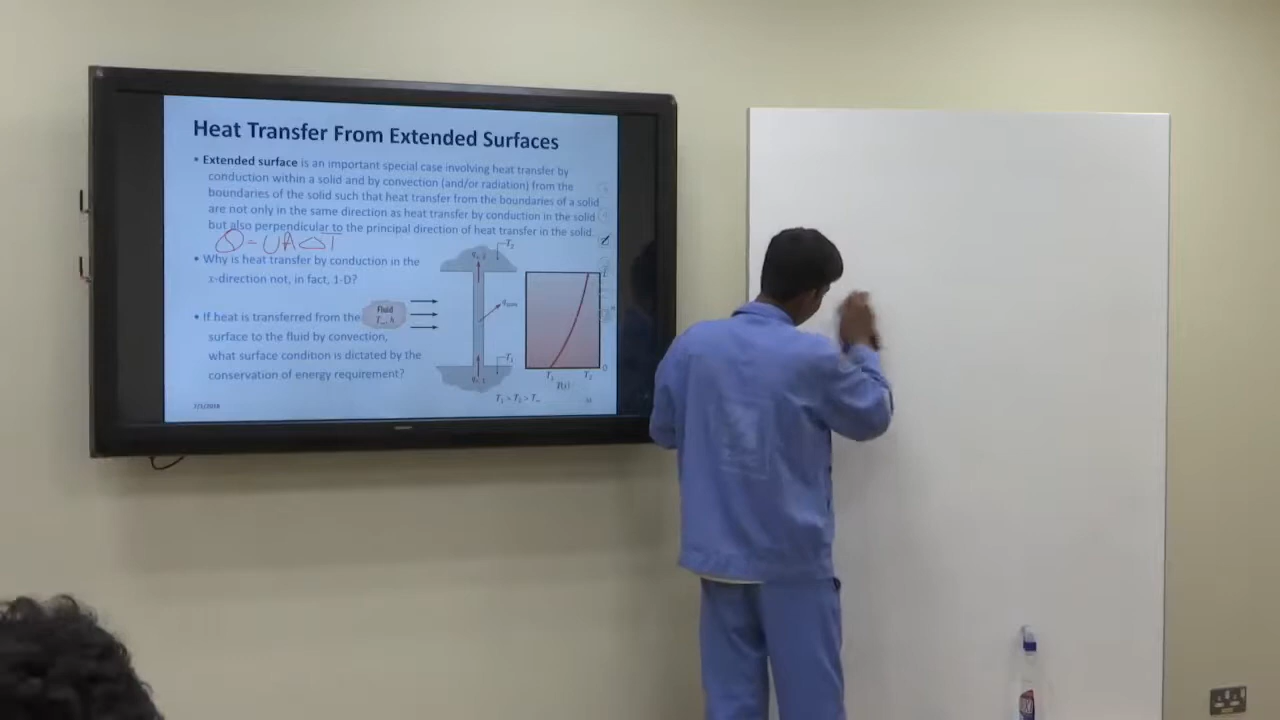 Heat Transfer From Extended Surfaces
• Extended surface is an important special case involving heat transfer by
conduction within a solid and by convection (and/or radiation) from the
boundaries of the solid such that heat transfer from the boundaries of a solid
are not only in the same direction as heat transfer by conduction in the solid
but also perpendicular to the principal direction of heat transfer in the solid.
Q = UA△T
• Why is heat transfer by conduction in the
x-direction not, in fact, 1-D?
• If heat is transferred from the
surface to the fluid by convection,
what surface condition is dictated by the
conservation of energy requirement?
Fluid
T∞, h
T₂
T₁
L
0
T₂
T(x)
T₁ > T₂ > T∞